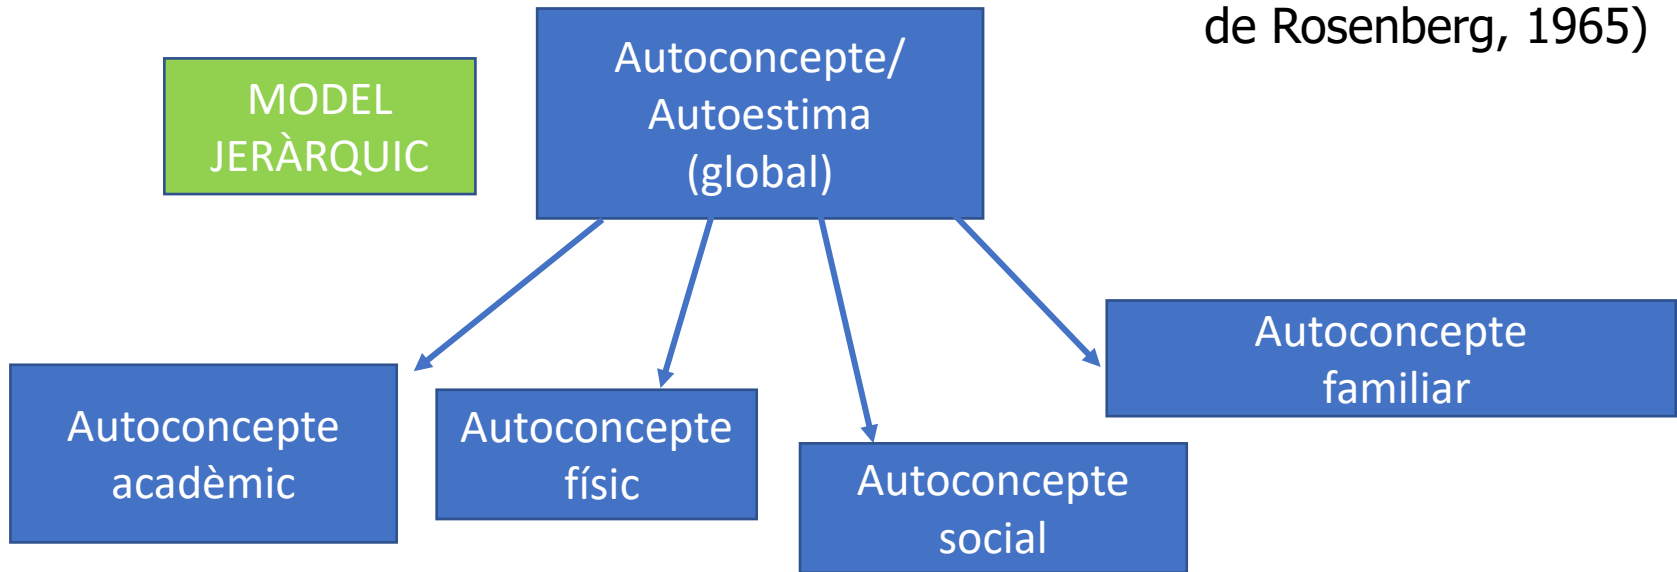 de Rosenberg, 1965)
MODEL
JERÀRQUIC
Autoconcepte/
Autoestima
(global)
Autoconcepte
acadèmic
Autoconcepte
físic
Autoconcepte
social
Autoconcepte
familiar